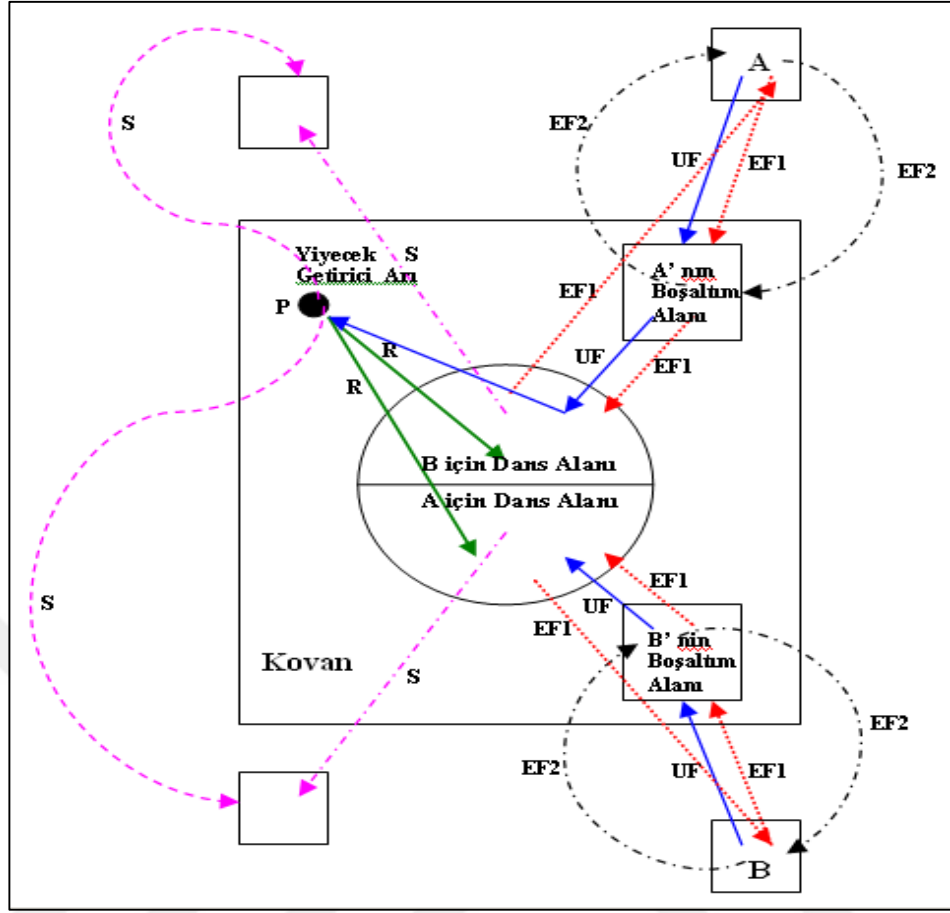 A
S
EF2
UF
EF1
EF2
Yiyecek S
Getirici Arı
A' nın
Boşaltım
Alanı
EF1
P
R
UF
EF1
R
B için Dans Alanı
A için Dans Alanı
EF1
S
UF
EF1
B' nin
Boşaltım
Alanı
Kovan
S
EF2
EF2
UF
EF1
B